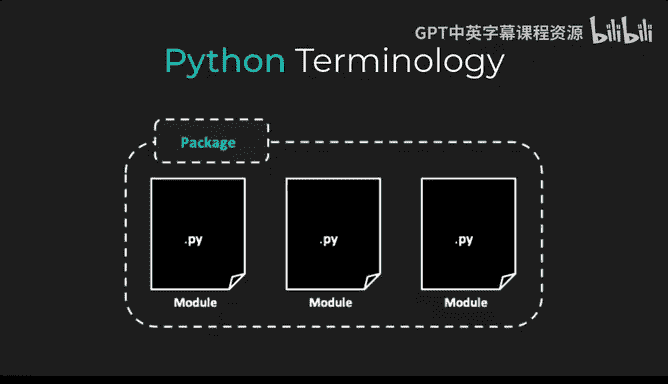 GPT中英字幕课程资源 bilibili
Python Terminology
Package
.py .py .py
Module Module Module